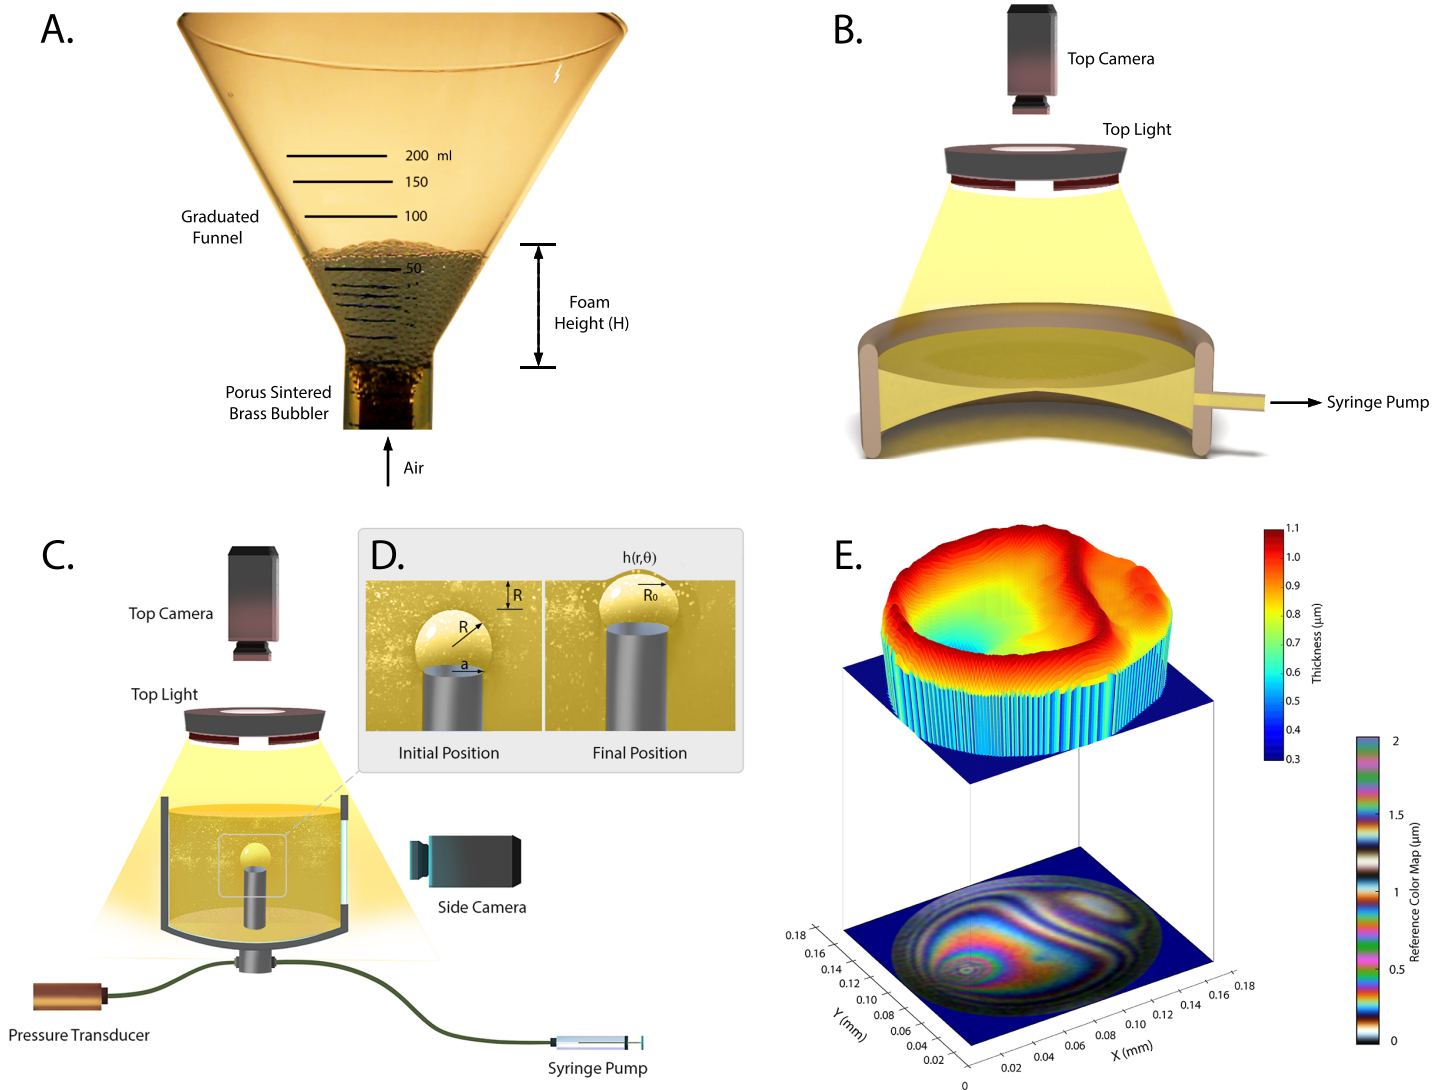 A.
200 ml
150
100
50
Graduated
Funnel
Foam
Height (H)
Porus Sintered
Brass Bubbler
Air
B.
Top Camera
Top Light
Syringe Pump
C.
Top Camera
Top Light
Side Camera
Pressure Transducer
Syringe Pump
D.
R
R
a
Initial Position
h(r,θ)
R₀
Final Position
E.
1.1
1.0
0.9
0.8
0.7
0.6
0.5
0.4
0.3
Thickness (μm)
2
1.5
1
0.5
0
Reference Color Map (μm)
0.18
0.16
0.14
0.12
0.10
0.08
0.06
0.04
0.02
Y (mm)
0
0.02
0.04
0.06
0.08
0.10
0.12
0.14
0.16
0.18
X (mm)